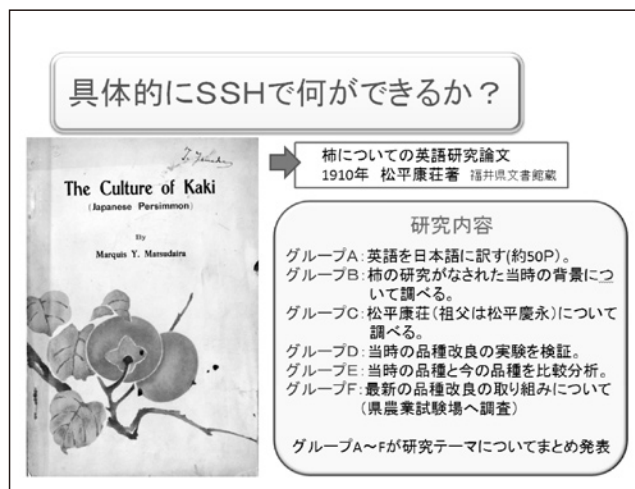 具体的にSSHで何ができるか？
The Culture of Kaki
(Japanese Persimmon)
By
Marquis Y. Matsudaira
柿についての英語研究論文
1910年 松平康荘著 福井県文書館蔵
研究内容
グループA：英語を日本語に訳す(約50P)。
グループB：柿の研究がなされた当時の背景につ
いて調べる。
グループC：松平康荘(祖父は松平慶永)について
調べる。
グループD：当時の品種改良の実験を検証。
グループE：当時の品種と今の品種を比較分析。
グループF：最新の品種改良の取り組みについて
(県農業試験場へ調査)
グループA～Fが研究テーマについてまとめ発表